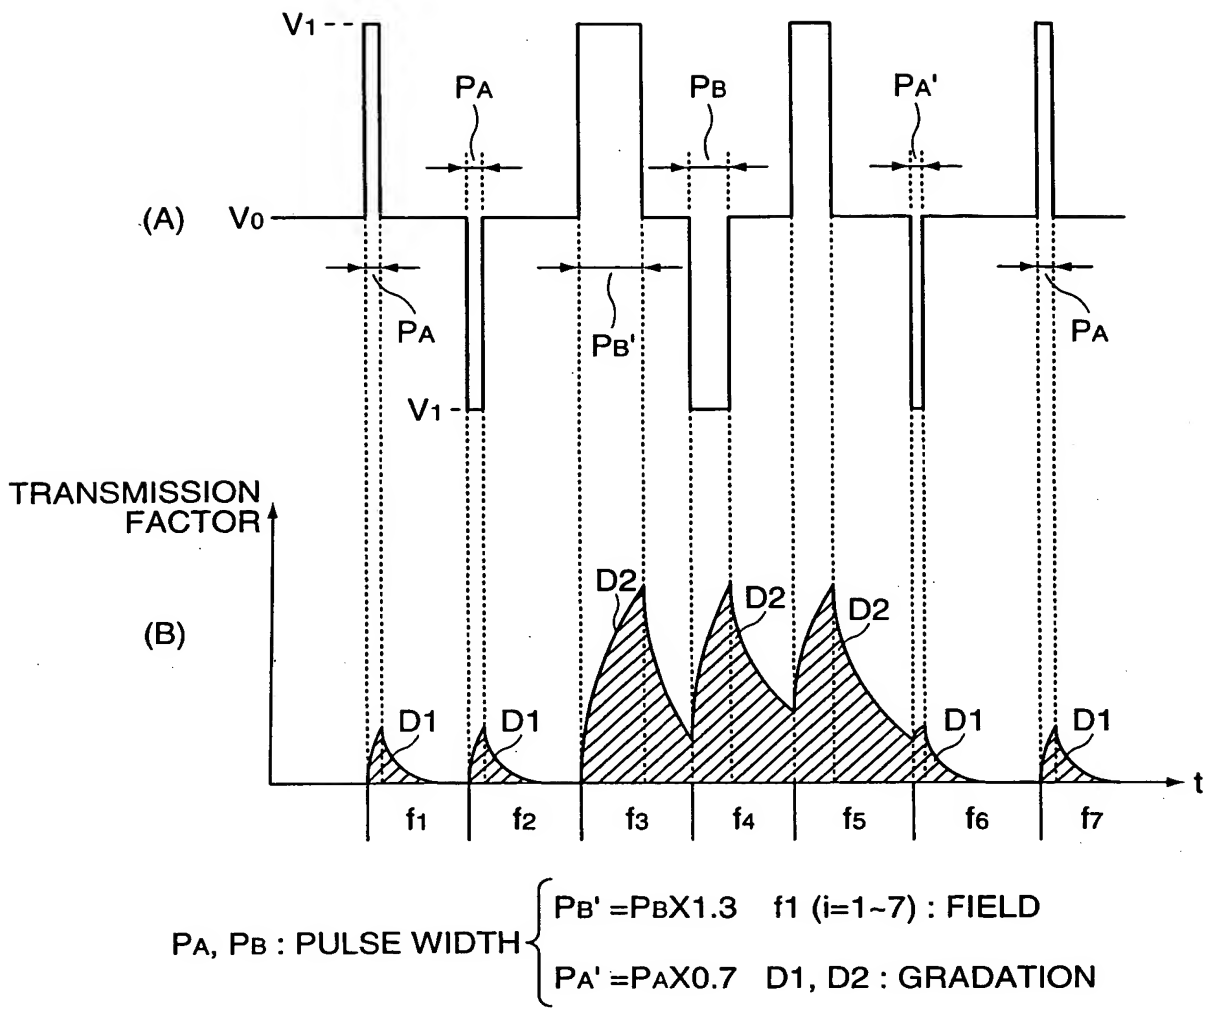 V1
PA
PB
PA'
(A) V0
PA
PB'
PA
V1
TRANSMISSION
FACTOR
D2
D2
D2
(B)
D1
D1
D1
D1
t
f1 f2 f3 f4 f5 f6 f7
PB' =PBX1.3 f1 (i=1~7) : FIELD
PA, PB : PULSE WIDTH
PA' =PAX0.7 D1, D2 : GRADATION